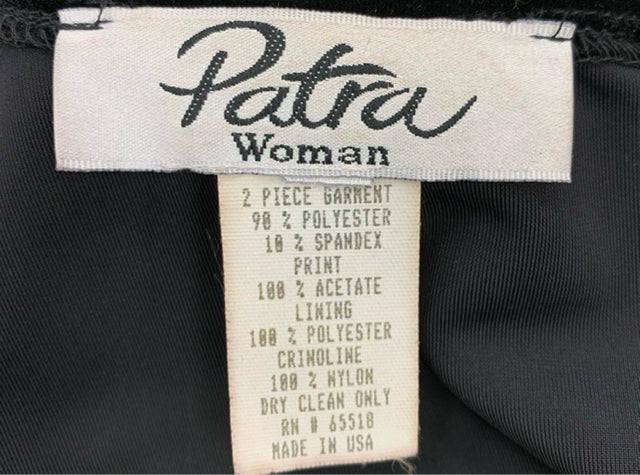 Patra
Woman
2 PIECE GARMENT
90 % POLYESTER
10 % SPANDEX
PRINT
100 % ACETATE
LINING
100 % POLYESTER
CRINOLINE
100 % NYLON
DRY CLEAN ONLY
RN # 65518
MADE IN USA